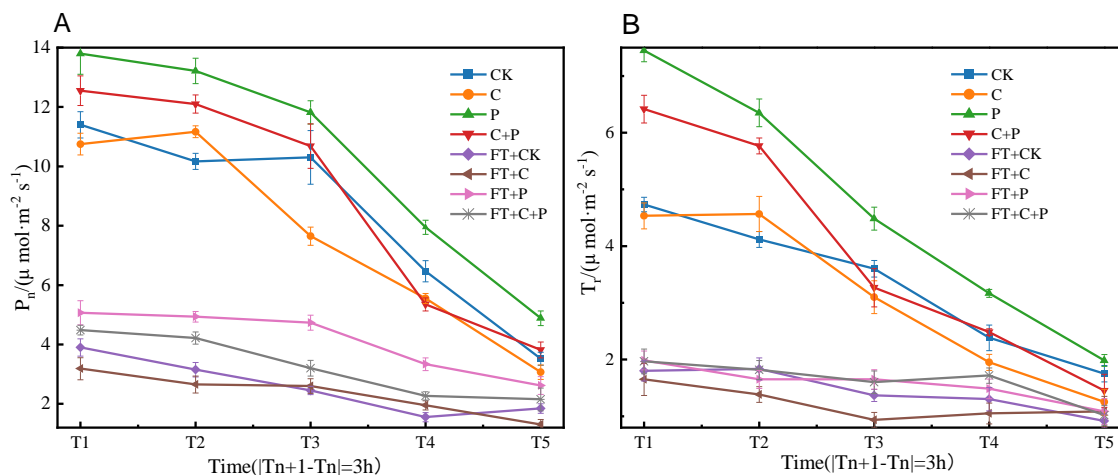 A
P_n/(μ mol·m^-2 s^-1)
14
12
10
8
6
4
2
CK
C
P
C+P
FT+CK
FT+C
FT+P
FT+C+P
T1 T2 T3 T4 T5
Time(|Tn+1-Tn|=3h)
B
T_r/(μ mol·m^-2 s^-1)
6
4
2
CK
C
P
C+P
FT+CK
FT+C
FT+P
FT+C+P
T1 T2 T3 T4 T5
Time(|Tn+1-Tn|=3h)